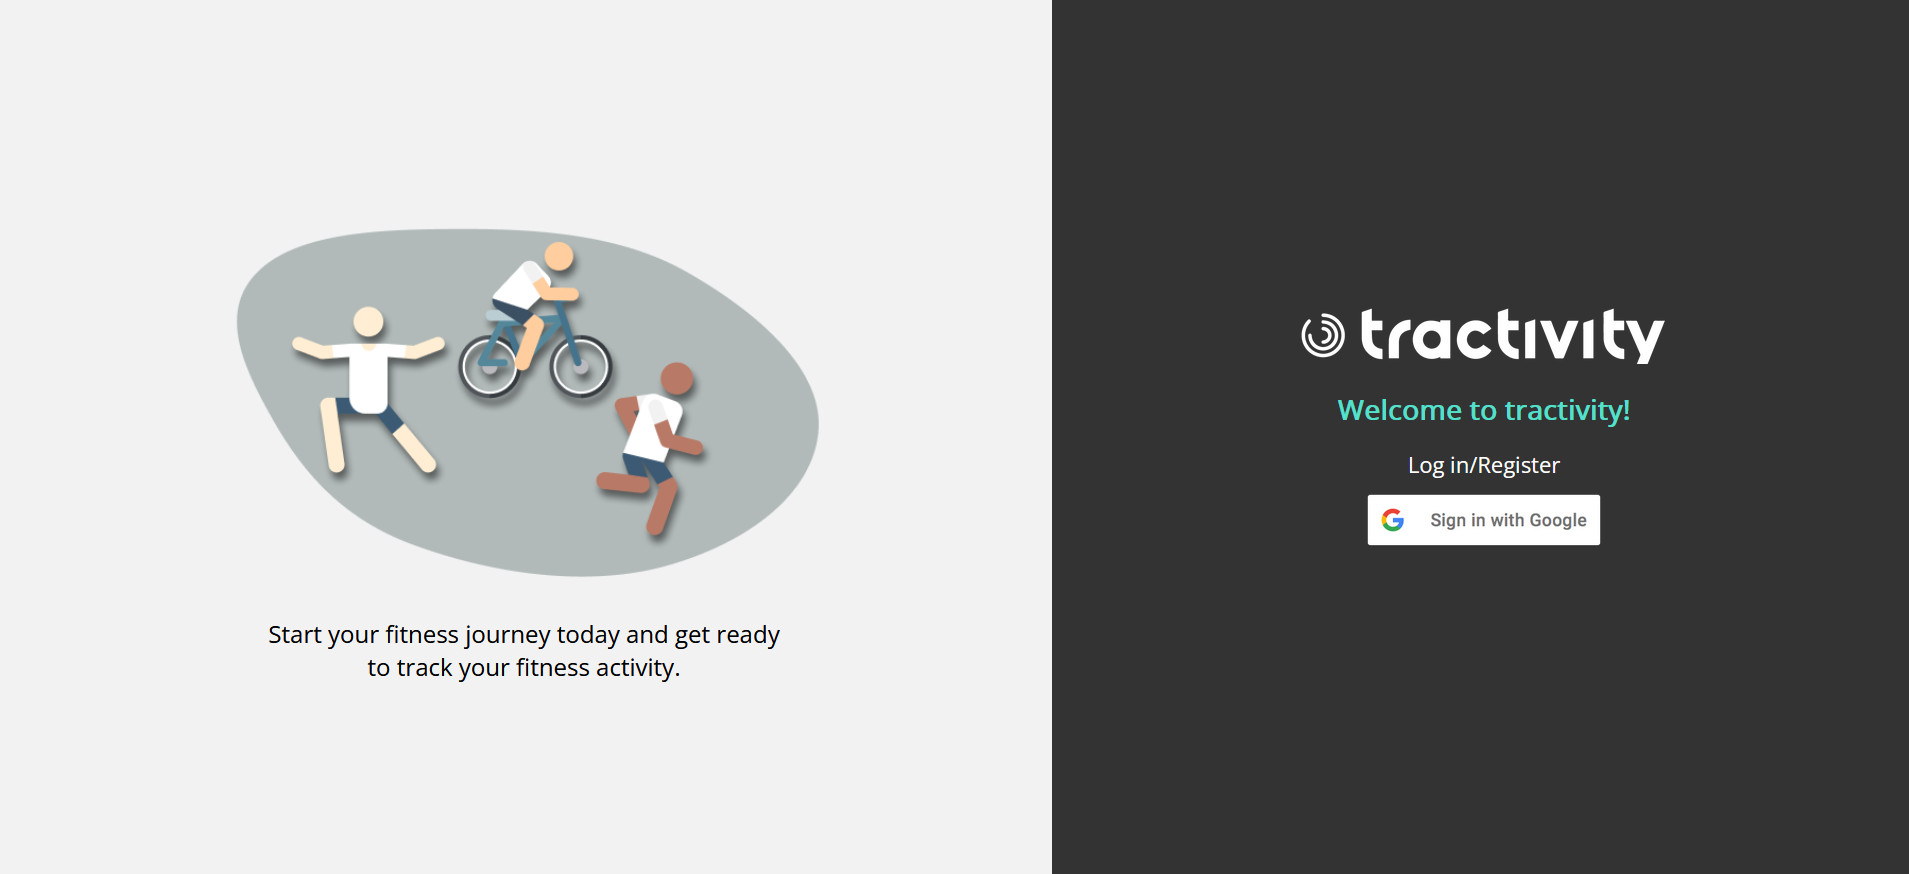 Start your fitness journey today and get ready
to track your fitness activity.
tractivity
Welcome to tractivity!
Log in/Register
Sign in with Google